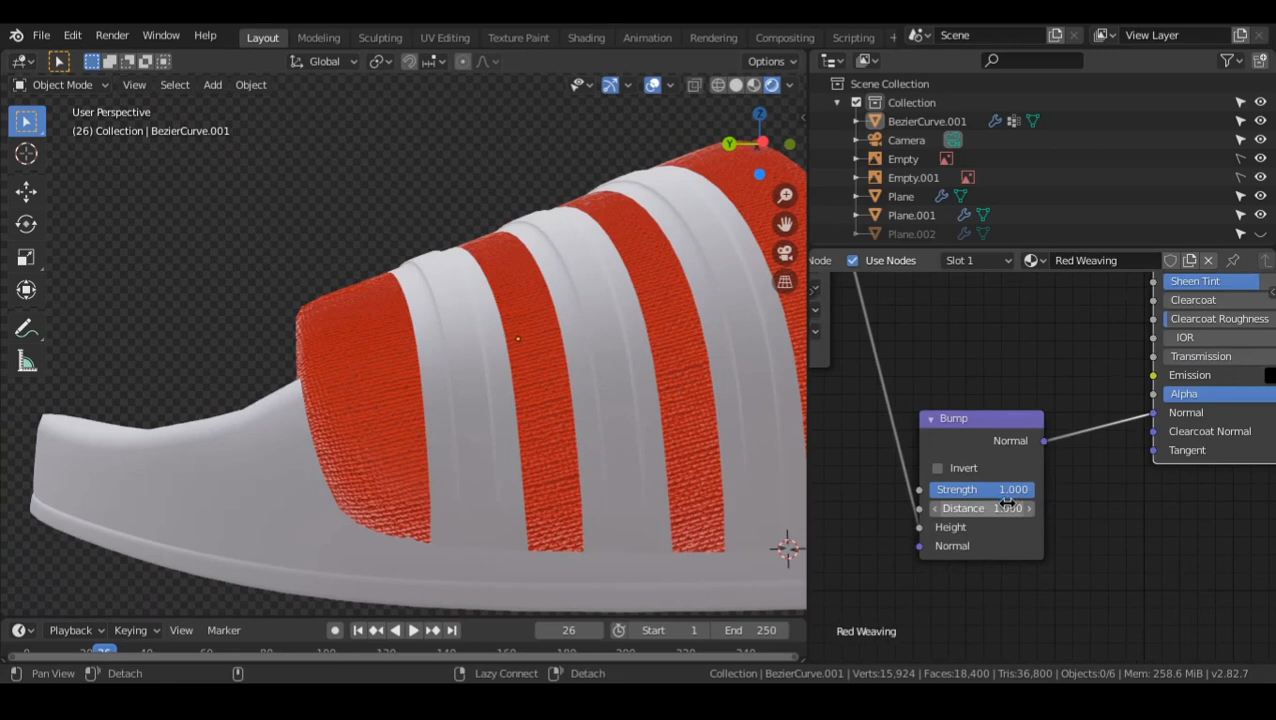 File Edit Render Window Help Layout Modeling Sculpting UV Editing Texture Paint Shading Animation Rendering Compositing Scripting + Scene View Layer
Global Options
Object Mode View Select Add Object
User Perspective
(26) Collection | BezierCurve.001
Z
Y
Scene Collection
Collection
BezierCurve.001
Camera
Empty
Empty.001
Plane
Plane.001
Plane.002
Node Use Nodes Slot 1 Red Weaving
Sheen Tint
Clearcoat
Clearcoat Roughness
IOR
Transmission
Emission
Alpha
Normal
Clearcoat Normal
Tangent
Bump
Normal
Invert
Strength 1.000
Distance
Height
Normal
Red Weaving
Playback Keying View Marker 26 Start 1 End 250
26
Pan View Detach Lazy Connect Detach Collection | BezierCurve.001 | Verts:15,924 | Faces:18,400 | Tris:36,800 | Objects:0/6 | Mem: 258.6 MiB | v2.82.7